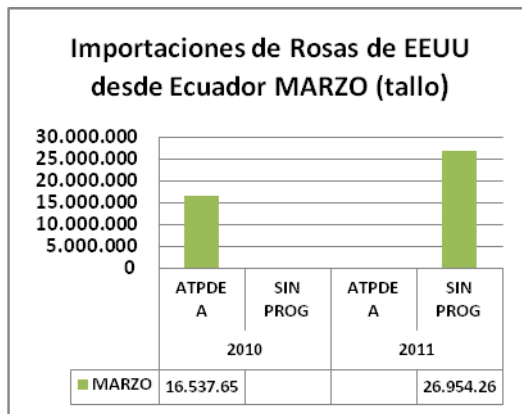 Importaciones de Rosas de EEUU
desde Ecuador MARZO (tallo)
30.000.000
25.000.000
20.000.000
15.000.000
10.000.000
5.000.000
0
ATPDE
A
SIN
PROG
ATPDE
A
SIN
PROG
2010
2011
MARZO 16.537.65 26.954.26